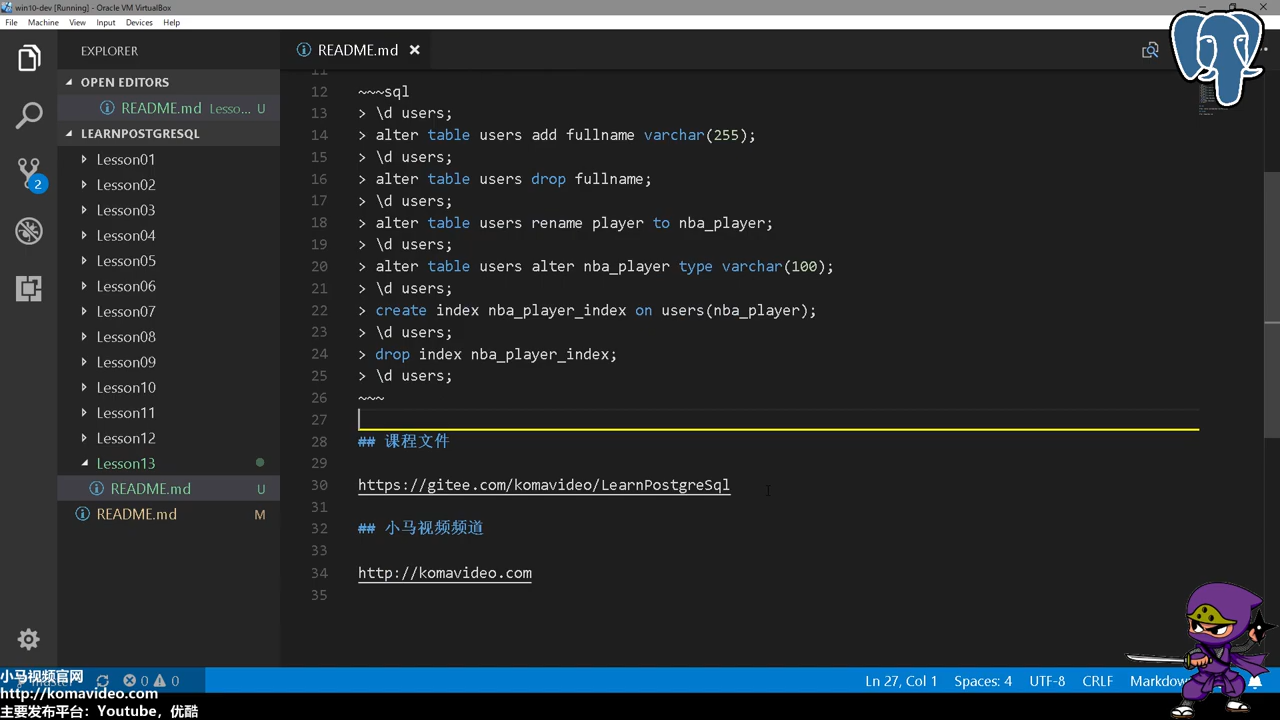 win10-dev [Running] - Oracle VM VirtualBox
File Machine View Input Devices Help
EXPLORER
OPEN EDITORS
README.md Lesso... U
LEARNPOSTGRESQL
Lesson01
Lesson02
Lesson03
Lesson04
Lesson05
Lesson06
Lesson07
Lesson08
Lesson09
Lesson10
Lesson11
Lesson12
Lesson13
README.md U
README.md M
2
README.md
11
12 ~~~sql
13 > \d users;
14 > alter table users add fullname varchar(255);
15 > \d users;
16 > alter table users drop fullname;
17 > \d users;
18 > alter table users rename player to nba_player;
19 > \d users;
20 > alter table users alter nba_player type varchar(100);
21 > \d users;
22 > create index nba_player_index on users(nba_player);
23 > \d users;
24 > drop index nba_player_index;
25 > \d users;
26 ~~~
27
28 ## 课程文件
29
30 https://gitee.com/komavideo/LearnPostgreSql
31
32 ## 小马视频频道
33
34 http://komavideo.com
35
小马视频官网
http://komavideo.com
主要发布平台：Youtube，优酷
0 0
Ln 27, Col 1 Spaces: 4 UTF-8 CRLF Markdow